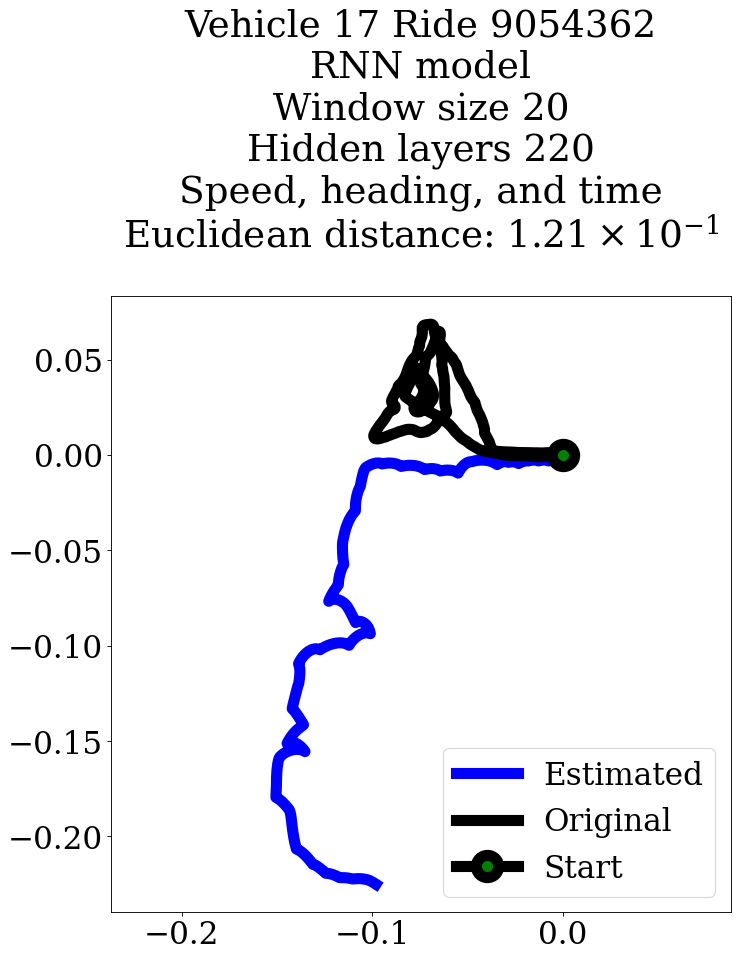 Vehicle 17 Ride 9054362
RNN model
Window size 20
Hidden layers 220
Speed, heading, and time
Euclidean distance: 1.21 × 10⁻¹
0.05
0.00
−0.05
−0.10
−0.15
−0.20
Estimated
Original
Start
−0.2 −0.1 0.0